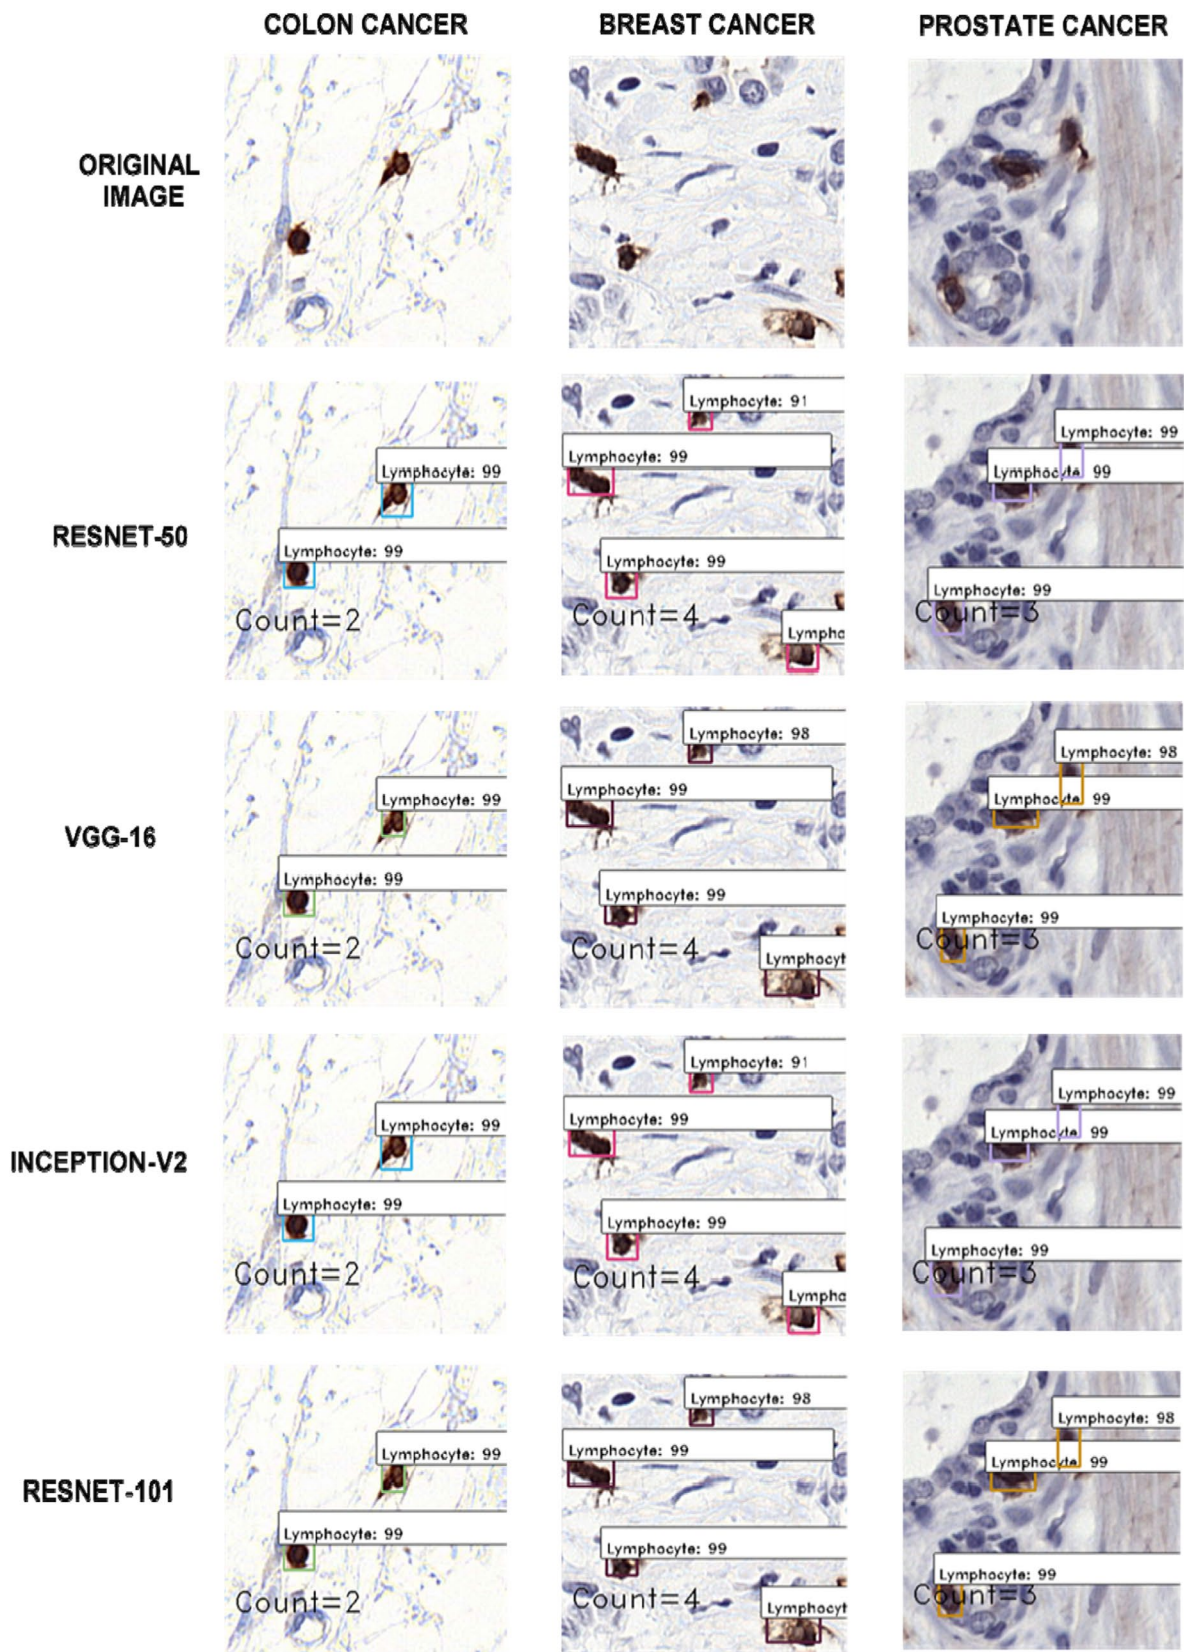 COLON CANCER
BREAST CANCER
PROSTATE CANCER
ORIGINAL
IMAGE
RESNET-50
Lymphocyte: 99
Lymphocyte: 99
Count=2
Lymphocyte: 91
Lymphocyte: 99
Lymphocyte: 99
Count=4
Lympho
Lymphocyte: 99
Lymphocyte 99
Lymphocyte: 99
Count=3
VGG-16
Lymphocyte: 99
Lymphocyte: 99
Count=2
Lymphocyte: 98
Lymphocyte: 99
Lymphocyte: 99
Count=4
Lymphocyt
Lymphocyte: 98
Lymphocyte 99
Lymphocyte: 99
Count=3
INCEPTION-V2
Lymphocyte: 99
Lymphocyte: 99
Count=2
Lymphocyte: 91
Lymphocyte: 99
Lymphocyte: 99
Count=4
Lympho
Lymphocyte: 99
Lymphocyte 99
Lymphocyte: 99
Count=3
RESNET-101
Lymphocyte: 99
Lymphocyte: 99
Count=2
Lymphocyte: 98
Lymphocyte: 99
Lymphocyte: 99
Count=4
Lymphocyt
Lymphocyte: 98
Lymphocyte 99
Lymphocyte: 99
Count=3